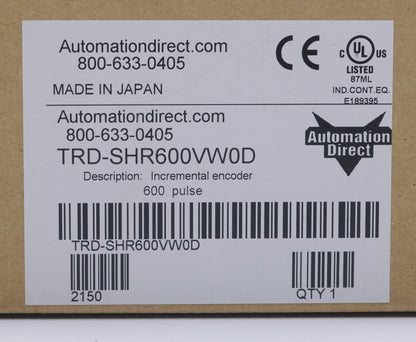 Automationdirect.com
800-633-0405
MADE IN JAPAN
CE
C UL US
LISTED
87ML
IND.CONT.EQ.
E189395
Automationdirect.com
800-633-0405
TRD-SHR600VW0D
Description: Incremental encoder
600 pulse
Automation
Direct
TRD-SHR600VW0D
2150
QTY 1